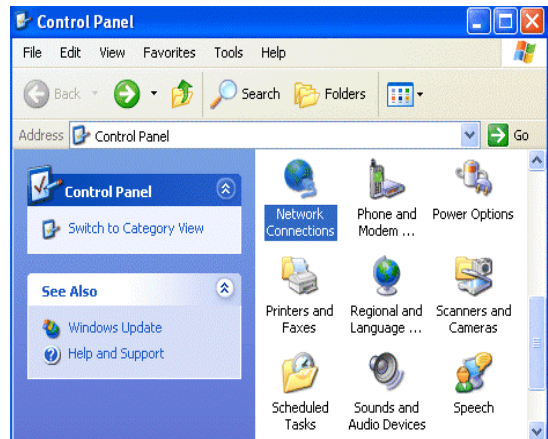 Control Panel
File Edit View Favorites Tools Help
Back Search Folders
Address Control Panel Go
Control Panel
Switch to Category View
See Also
Windows Update
Help and Support
Network
Connections
Phone and
Modem ...
Power Options
Printers and
Faxes
Regional and
Language ...
Scanners and
Cameras
Scheduled
Tasks
Sounds and
Audio Devices
Speech